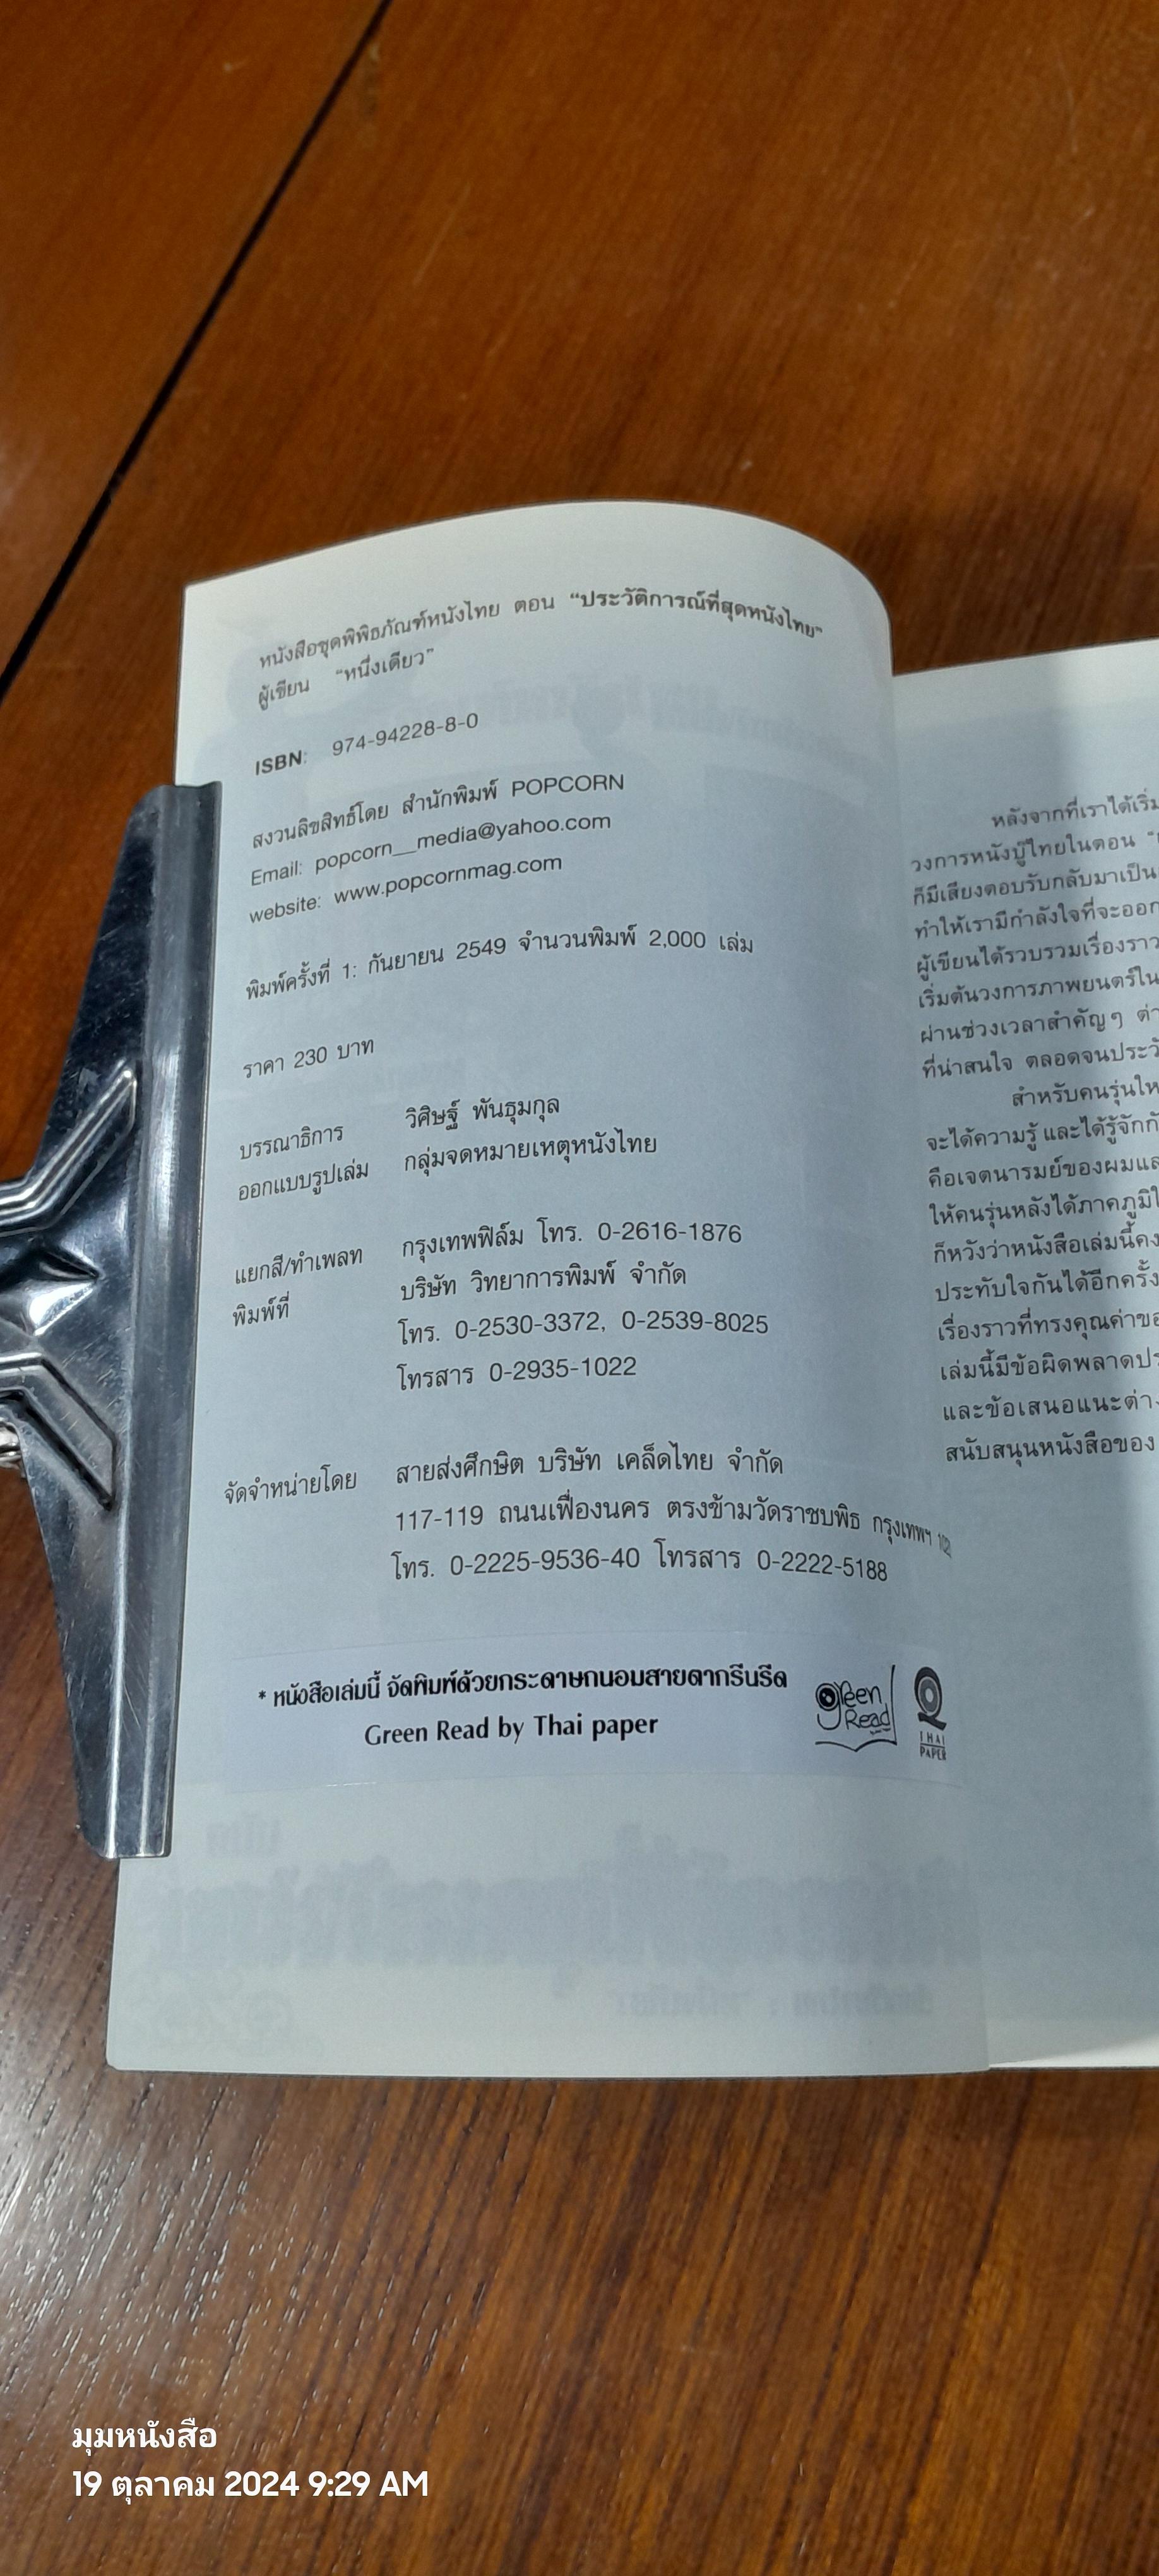 หนังสือชุดพิพิธภัณฑ์หนังไทย ตอน “ประวัติการณ์ที่สุดหนังไทย”
ผู้เขียน “หนึ่งเดียว”
ISBN: 974-94228-8-0
สงวนลิขสิทธ์โดย สำนักพิมพ์ POPCORN
Email: popcorn__media@yahoo.com
website: www.popcornmag.com
พิมพ์ครั้งที่ 1: กันยายน 2549 จำนวนพิมพ์ 2,000 เล่ม
ราคา 230 บาท
บรรณาธิการ วิศิษฐ์ พันธุมกุล
ออกแบบรูปเล่ม กลุ่มจดหมายเหตุหนังไทย
แยกสี/ทำเพลท กรุงเทพฟิล์ม โทร. 0-2616-1876
พิมพ์ที่ บริษัท วิทยาการพิมพ์ จำกัด
โทร. 0-2530-3372, 0-2539-8025
โทรสาร 0-2935-1022
จัดจำหน่ายโดย สายส่งศึกษิต บริษัท เคล็ดไทย จำกัด
117-119 ถนนเฟื่องนคร ตรงข้ามวัดราชบพิธ กรุงเทพฯ
โทร. 0-2225-9536-40 โทรสาร 0-2222-5188
* หนังสือเล่มนี้ จัดพิมพ์ด้วยกระดาษถนอมสายตากรีนรีด
Green Read by Thai paper
green Read
THAI PAPER
หลังจากที่เราได้เริ่ม
วงการหนังบู๊ไทยในตอน
ก็มีเสียงตอบรับกลับมาเป็น
ทำให้เรามีกำลังใจที่จะออก
ผู้เขียนได้รวบรวมเรื่องราว
เริ่มต้นวงการภาพยนตร์ใน
ผ่านช่วงเวลาสำคัญๆ ต่
ที่น่าสนใจ ตลอดจนประวั
สำหรับคนรุ่นให
จะได้ความรู้ และได้รู้จักกั
คือเจตนารมย์ของผมแล
ให้คนรุ่นหลังได้ภาคภูมิใ
ก็หวังว่าหนังสือเล่มนี้คง
ประทับใจกันได้อีกครั้ง
เรื่องราวที่ทรงคุณค่าขอ
เล่มนี้มีข้อผิดพลาดปร
และข้อเสนอแนะต่าง
สนับสนุนหนังสือของ
มุมหนังสือ
19 ตุลาคม 2024 9:29 AM